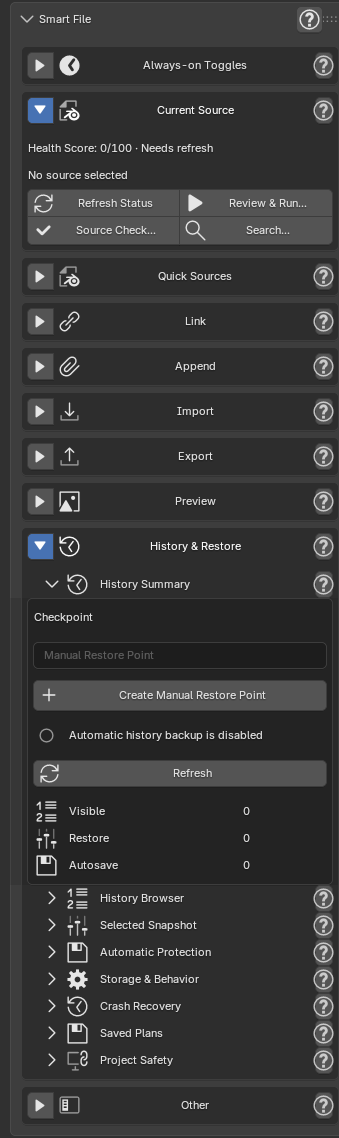 Smart File
Always-on Toggles
Current Source
Health Score: 0/100 · Needs refresh
No source selected
Refresh Status
Review & Run...
Source Check...
Search...
Quick Sources
Link
Append
Import
Export
Preview
History & Restore
History Summary
Checkpoint
Manual Restore Point
Create Manual Restore Point
Automatic history backup is disabled
Refresh
Visible 0
Restore 0
Autosave 0
History Browser
Selected Snapshot
Automatic Protection
Storage & Behavior
Crash Recovery
Saved Plans
Project Safety
Other